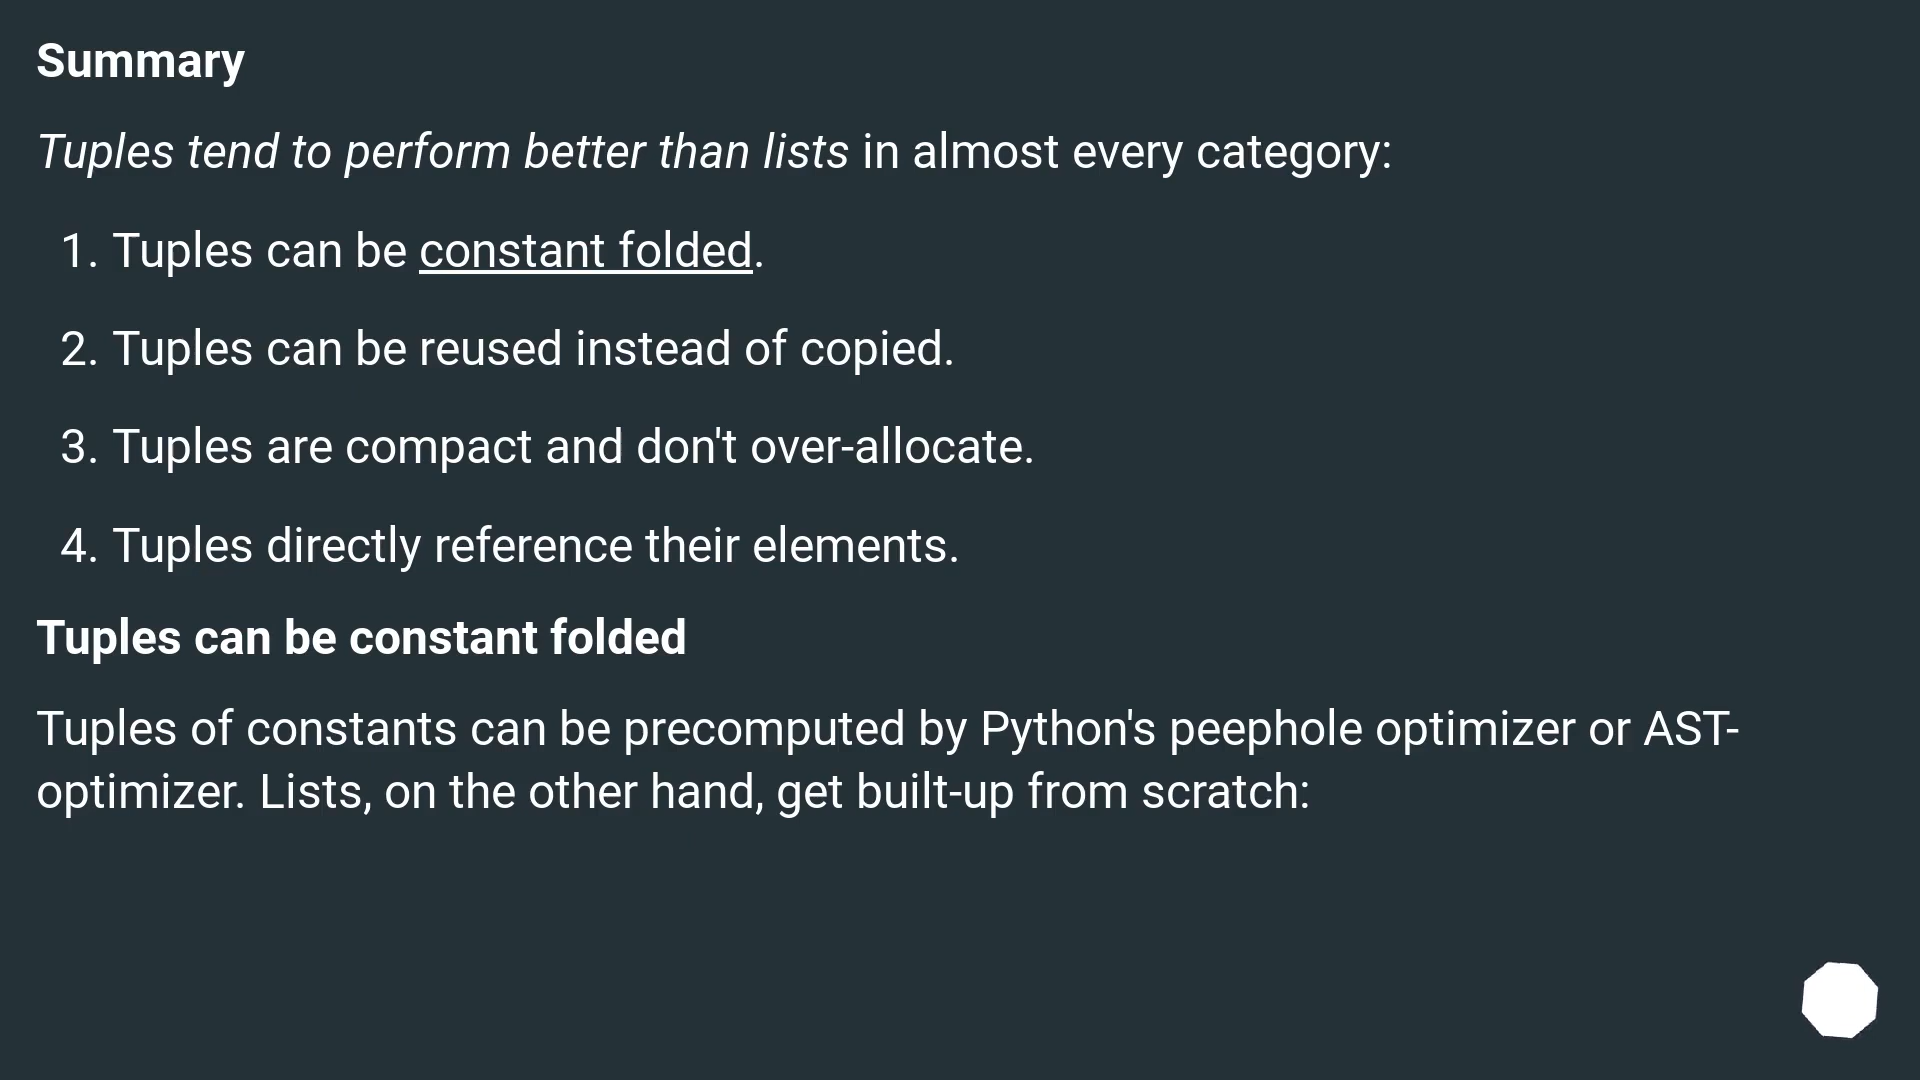 Summary
Tuples tend to perform better than lists in almost every category:
1. Tuples can be constant folded.
2. Tuples can be reused instead of copied.
3. Tuples are compact and don't over-allocate.
4. Tuples directly reference their elements.
Tuples can be constant folded
Tuples of constants can be precomputed by Python's peephole optimizer or AST-
optimizer. Lists, on the other hand, get built-up from scratch: